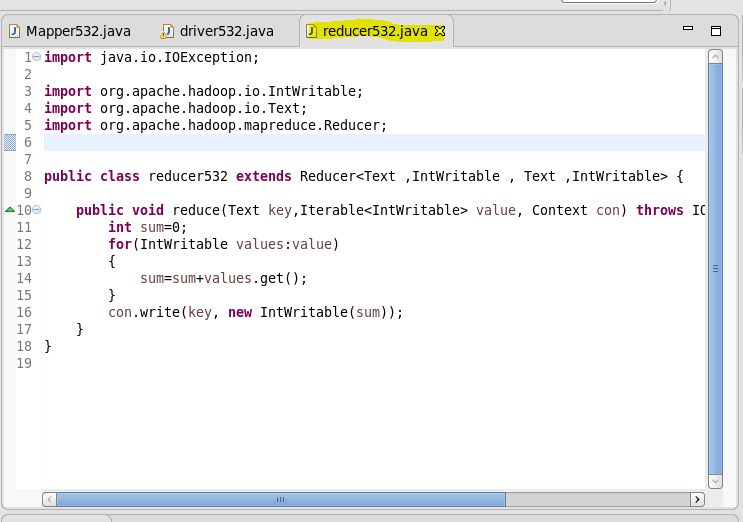 Mapper532.java driver532.java reducer532.java
1 import java.io.IOException;
2
3 import org.apache.hadoop.io.IntWritable;
4 import org.apache.hadoop.io.Text;
5 import org.apache.hadoop.mapreduce.Reducer;
6
7
8 public class reducer532 extends Reducer<Text ,IntWritable , Text ,IntWritable> {
9
10 public void reduce(Text key,Iterable<IntWritable> value, Context con) throws IO
11 int sum=0;
12 for(IntWritable values:value)
13 {
14 sum=sum+values.get();
15 }
16 con.write(key, new IntWritable(sum));
17 }
18 }
19